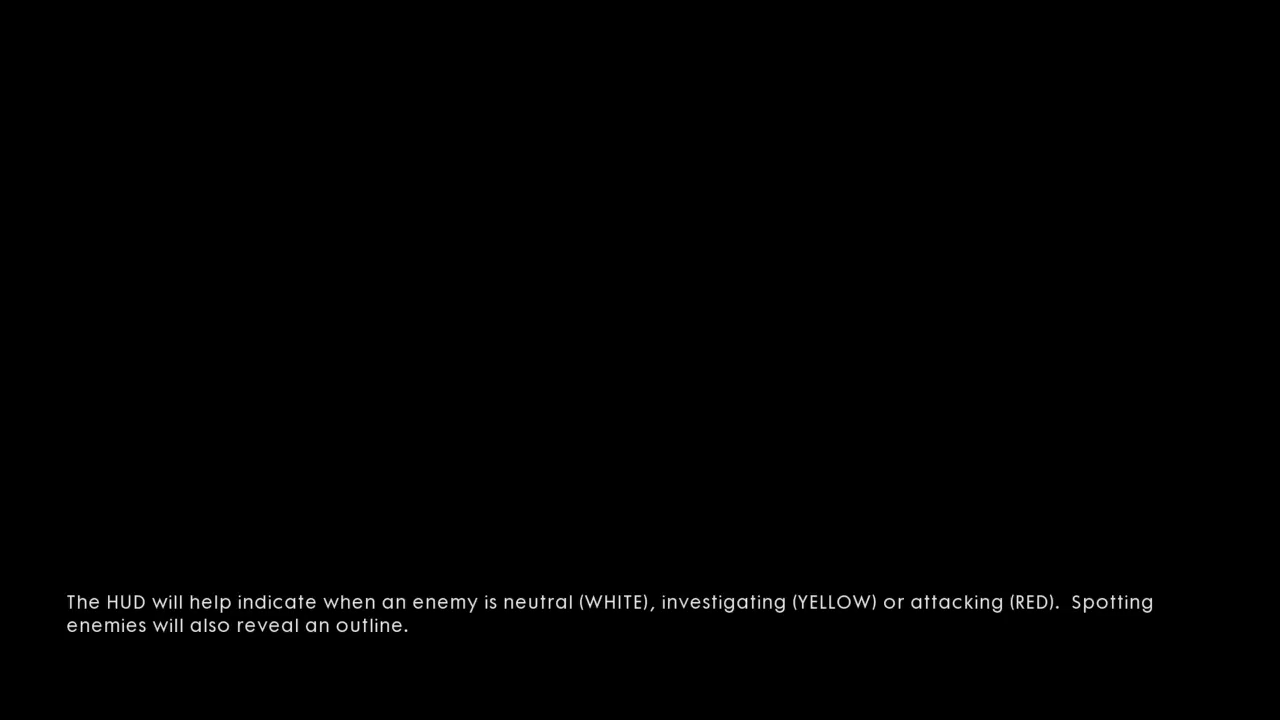 The HUD will help indicate when an enemy is neutral (WHITE), investigating (YELLOW) or attacking (RED).  Spotting
enemies will also reveal an outline.